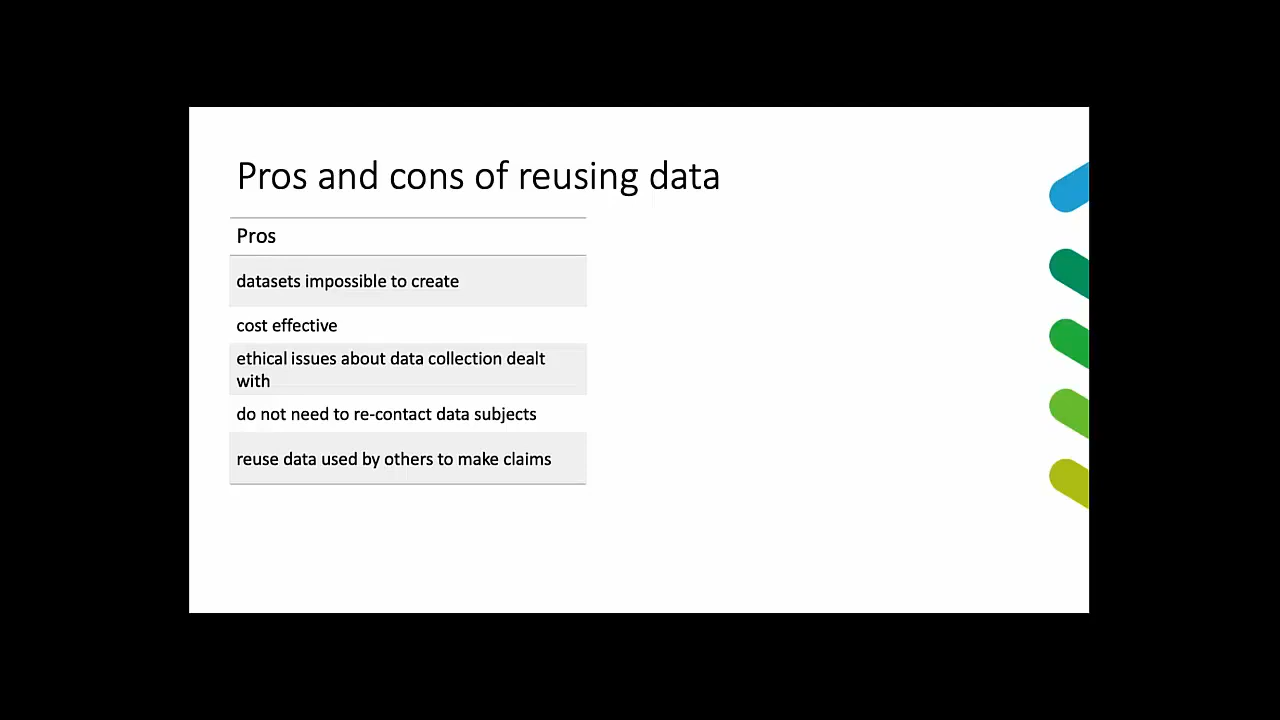 Pros and cons of reusing data
Pros
datasets impossible to create
cost effective
ethical issues about data collection dealt
with
do not need to re-contact data subjects
reuse data used by others to make claims